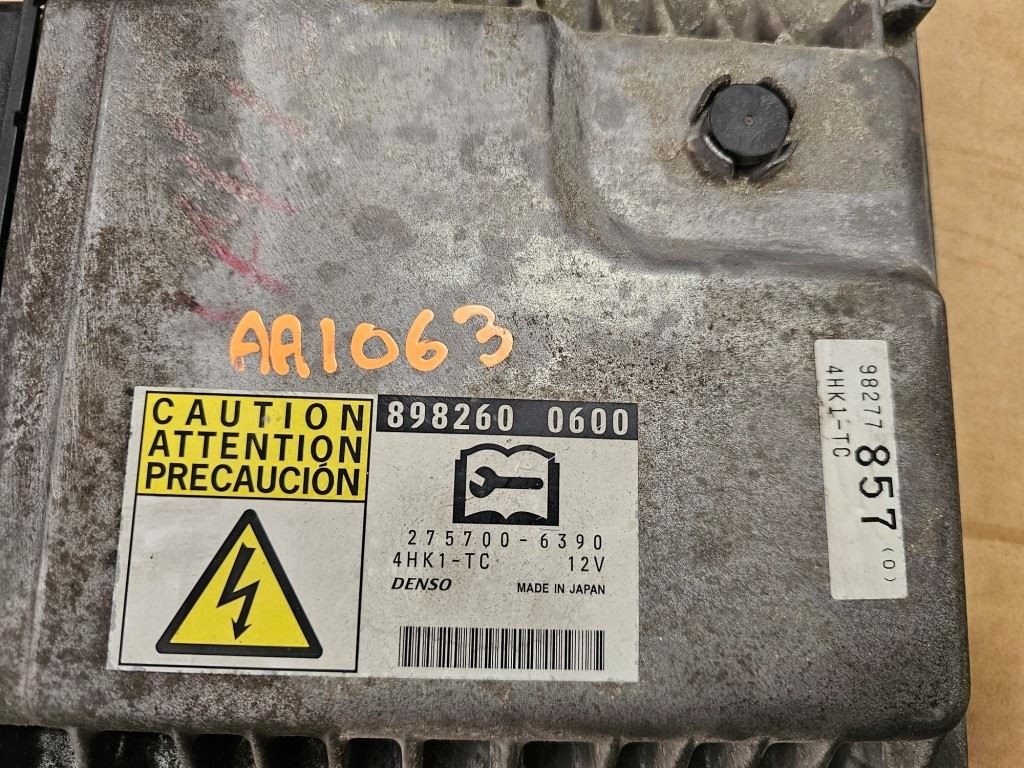 AA1063
CAUTION
ATTENTION
PRECAUCIÓN
898260 0600
275700-6390
4HK1-TC 12V
DENSO MADE IN JAPAN
98277 857 (0)
4HK1-TC